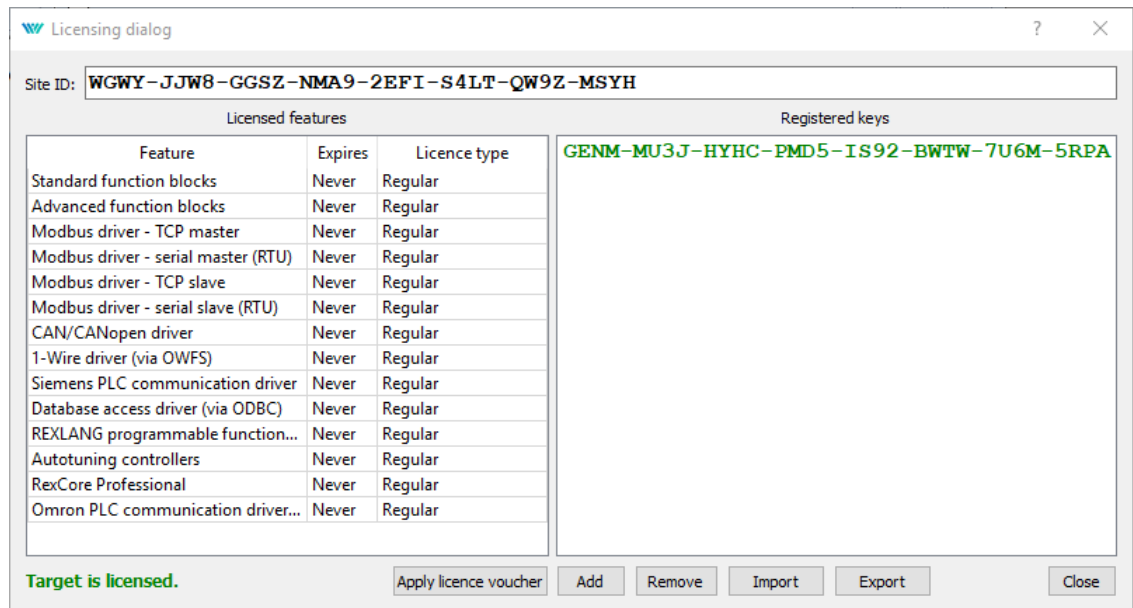 Licensing dialog
Site ID: WGWY-JJW8-GGSZ-NMA9-2EFI-S4LT-QW9Z-MSYH
Licensed features
Registered keys
Feature Expires Licence type
Standard function blocks Never Regular
Advanced function blocks Never Regular
Modbus driver - TCP master Never Regular
Modbus driver - serial master (RTU) Never Regular
Modbus driver - TCP slave Never Regular
Modbus driver - serial slave (RTU) Never Regular
CAN/CANopen driver Never Regular
1-Wire driver (via OWFS) Never Regular
Siemens PLC communication driver Never Regular
Database access driver (via ODBC) Never Regular
REXLANG programmable function... Never Regular
Autotuning controllers Never Regular
RexCore Professional Never Regular
Omron PLC communication driver... Never Regular
GENM-MU3J-HYHC-PMD5-IS92-BWTW-7U6M-5RPA
Target is licensed.
Apply licence voucher Add Remove Import Export Close